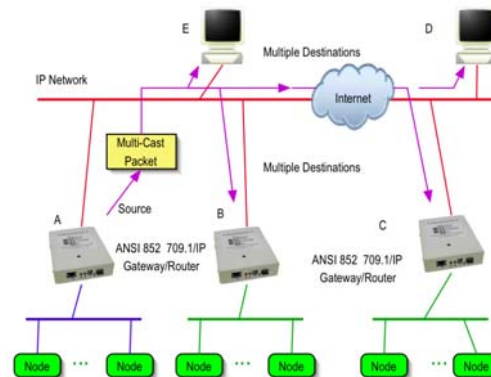 E
D
Multiple Destinations
IP Network
Internet
Multi-Cast
Packet
Multiple Destinations
A
Source
B
C
ANSI 852 709.1/IP
Gateway/Router
ANSI 852 709.1/IP
Gateway/Router
Node ... Node
Node ... Node
Node ... Node